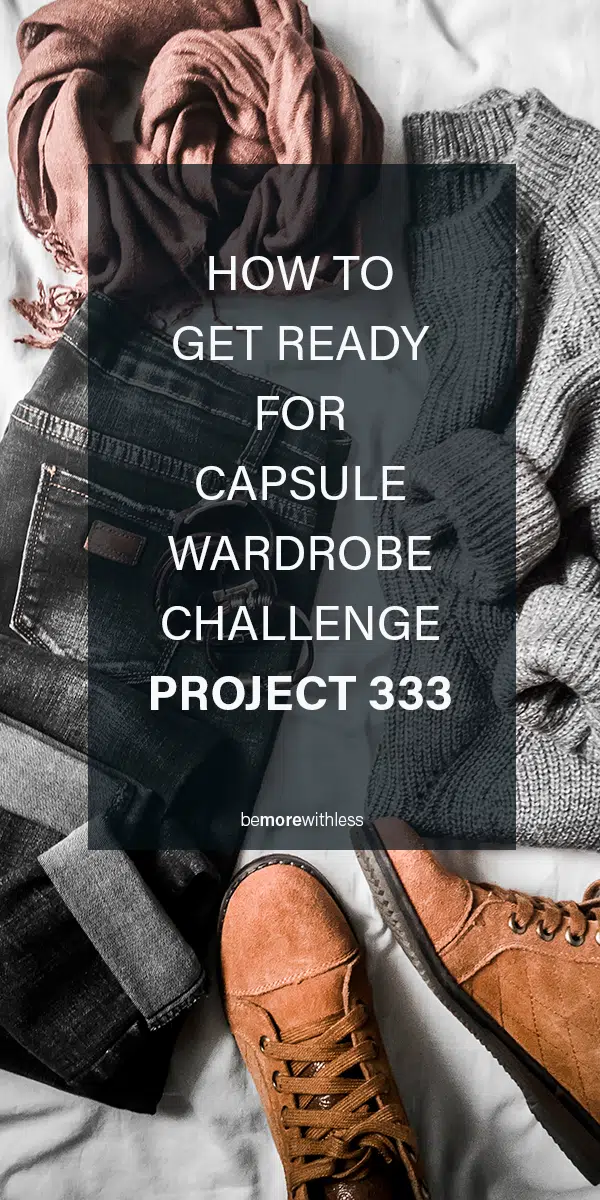 HOW TO
GET READY
FOR
CAPSULE
WARDROBE
CHALLENGE
PROJECT 333
bemorewithless